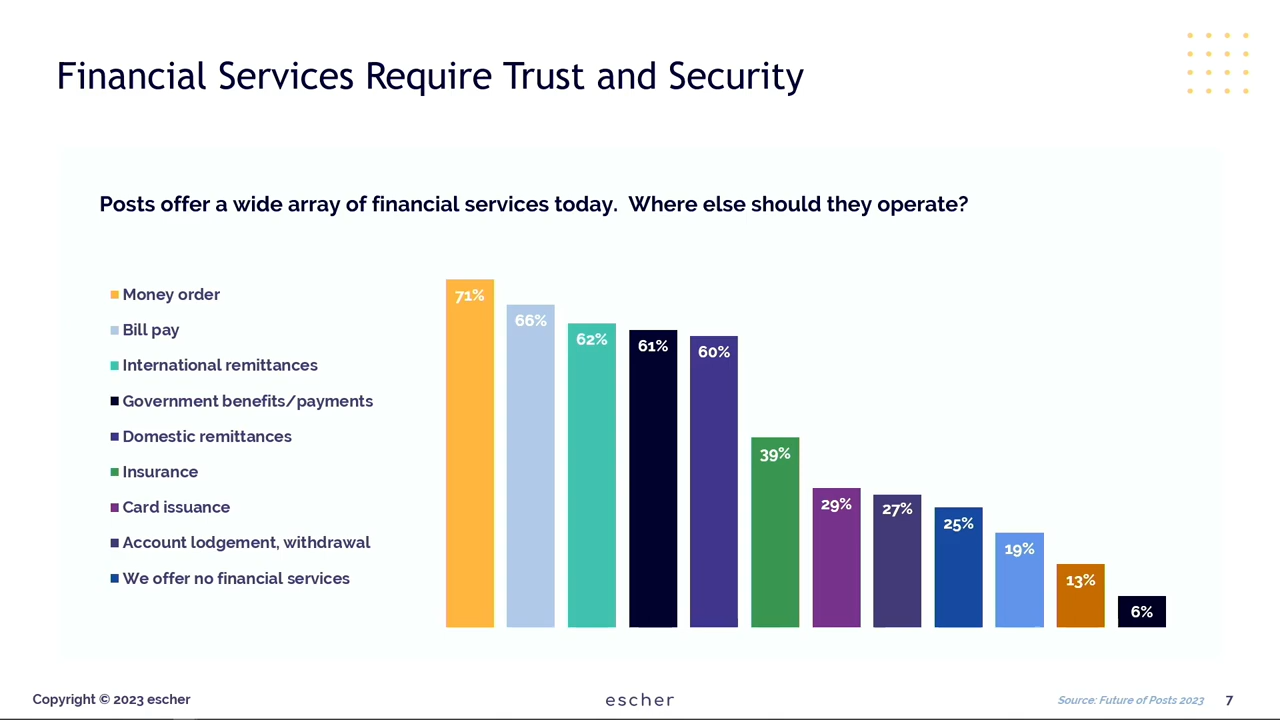 Financial Services Require Trust and Security
Posts offer a wide array of financial services today.  Where else should they operate?
Money order
Bill pay
International remittances
Government benefits/payments
Domestic remittances
Insurance
Card issuance
Account lodgement, withdrawal
We offer no financial services
71%
66%
62%
61%
60%
39%
29%
27%
25%
19%
13%
6%
Copyright © 2023 escher
escher
Source: Future of Posts 2023
7